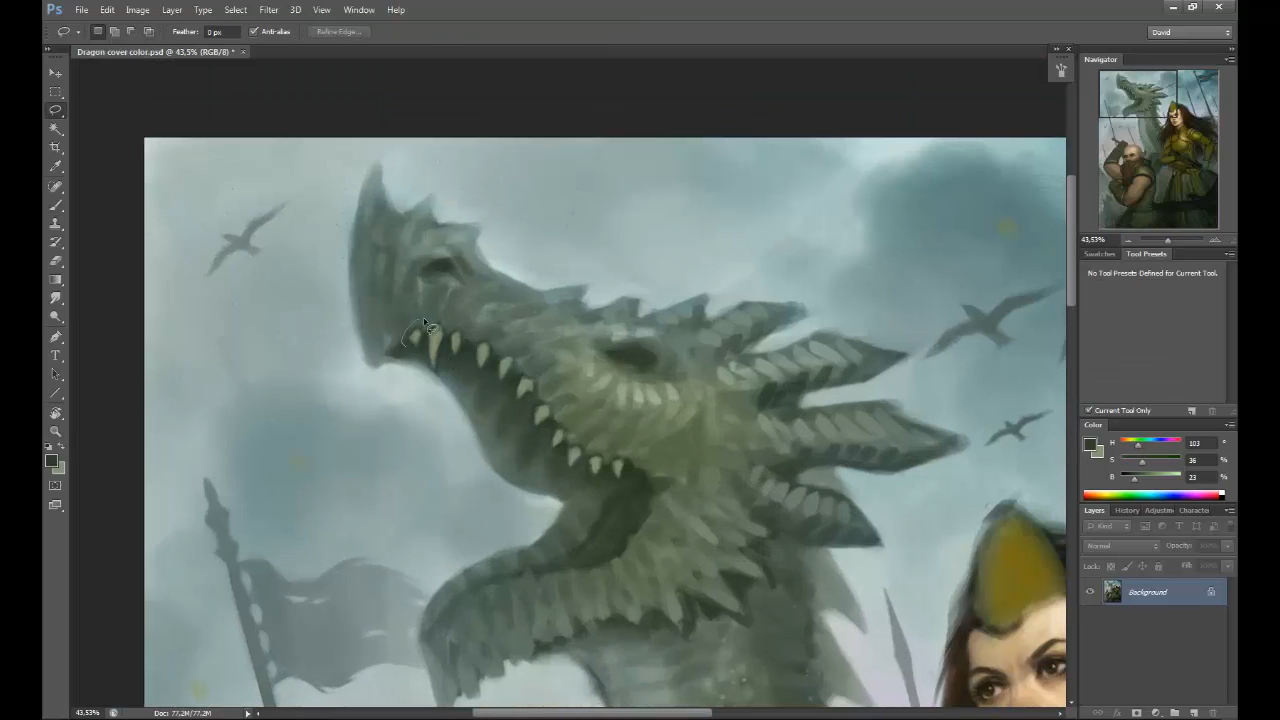 Ps File Edit Image Layer Type Select Filter 3D View Window Help
Feather: 0 px Anti-alias Refine Edge... David
Dragon cover color.psd @ 43,5% (RGB/8) * ×
Navigator
43,53%
Swatches Tool Presets
No Tool Presets Defined for Current Tool.
Current Tool Only
Color
H 103 °
S 36 %
B 23 %
Layers History Adjustm Characte
Kind
Normal Opacity: 100%
Lock: Fill: 100%
Background
43,53% Doc: 77,2M/77,2M